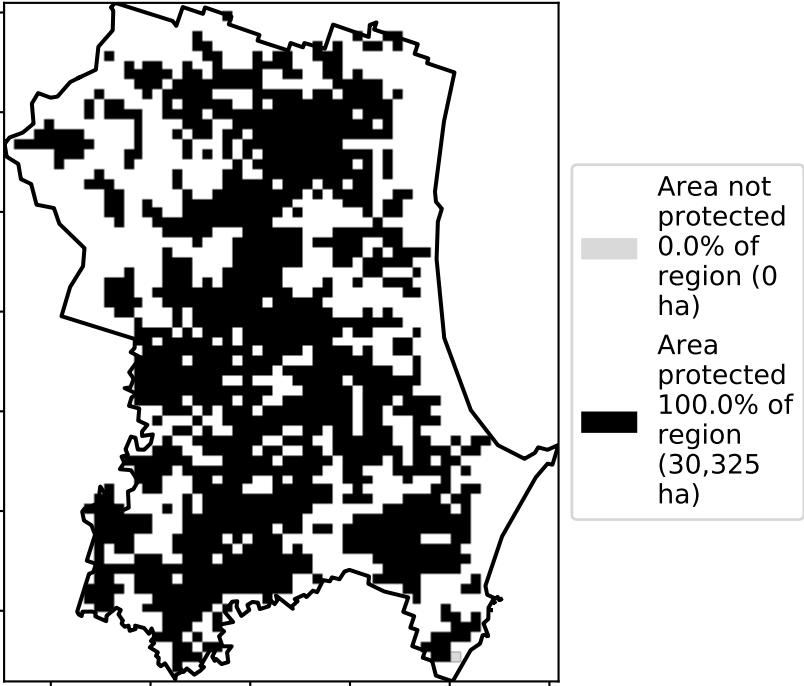 Area not
protected
0.0% of
region (0
ha)
Area
protected
100.0% of
region
(30,325
ha)